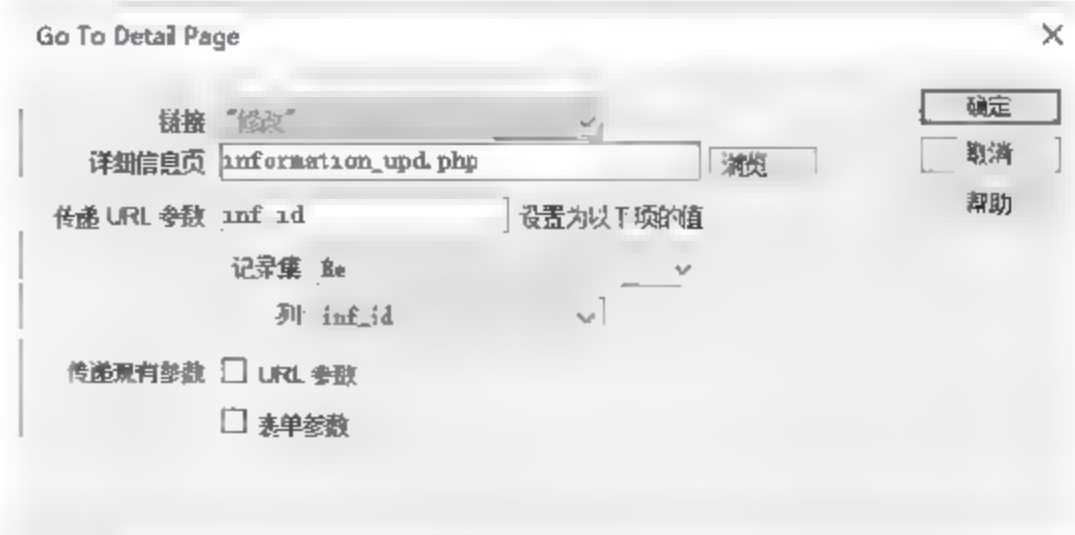 Go To Detail Page
链接 "修改"
确定
详细信息页 information_upd.php 浏览
取消
传递 URL 参数 inf_id 设置为以下项的值
帮助
记录集 Re
列 inf_id
传递现有参数 URL 参数
表单参数